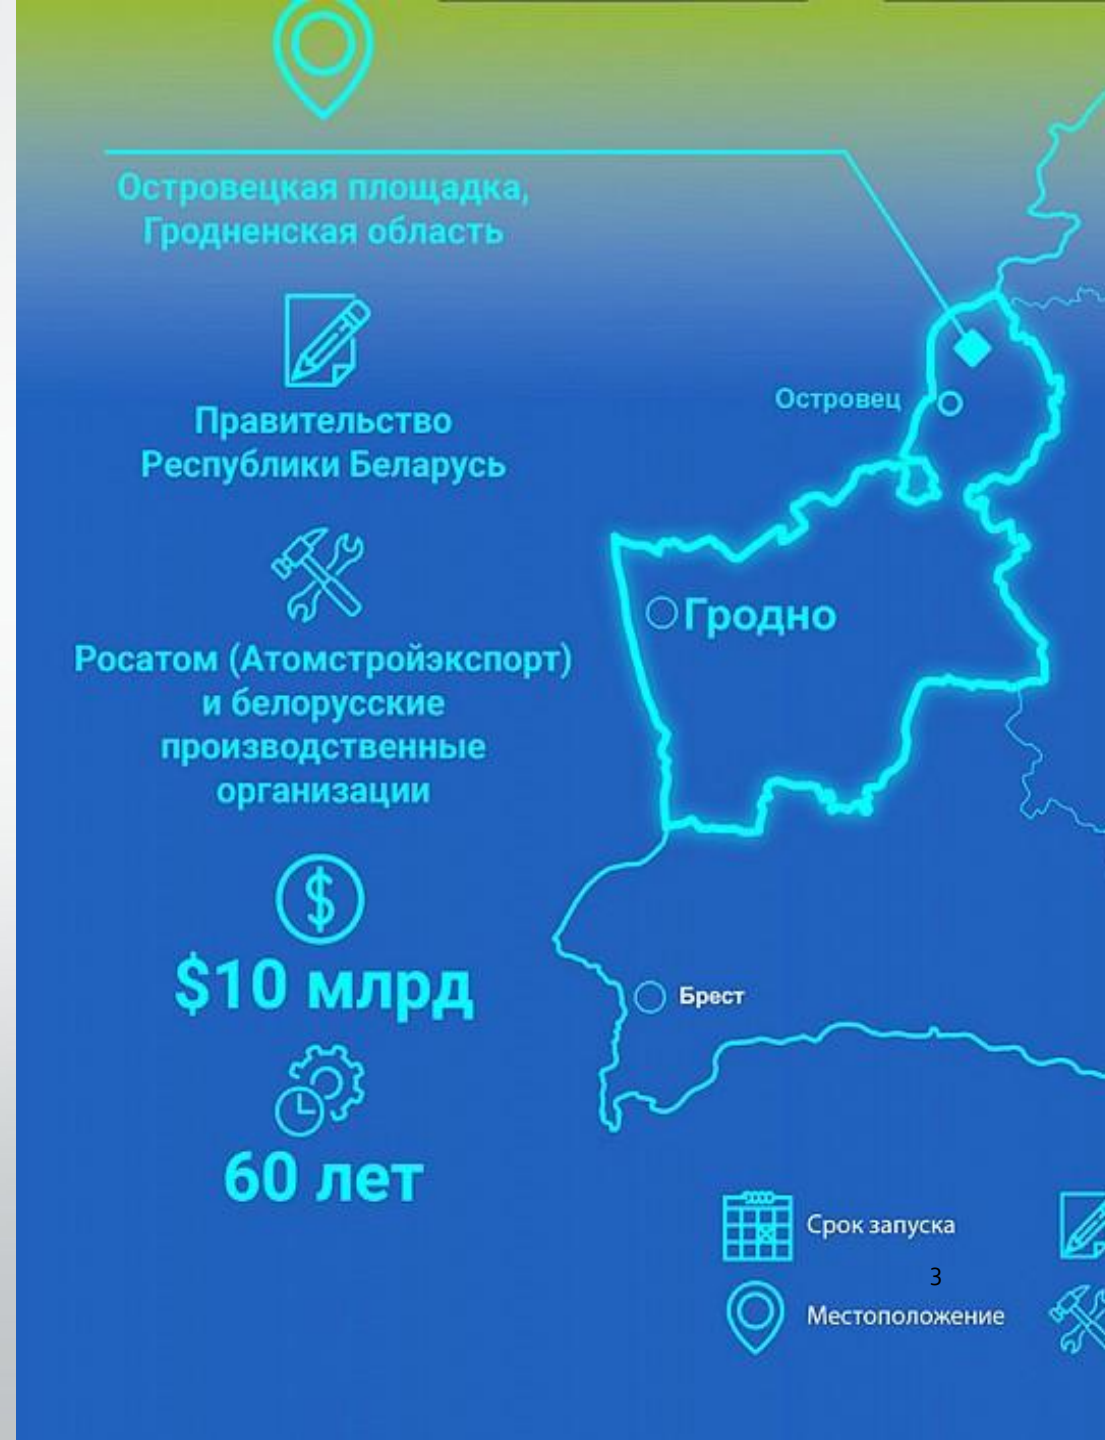 Островецкая площадка,
Гродненская область
Правительство
Республики Беларусь
Росатом (Атомстройэкспорт)
и белорусские
производственные
организации
$10 млрд
60 лет
Островец
Гродно
Брест
Срок запуска
3
Местоположение